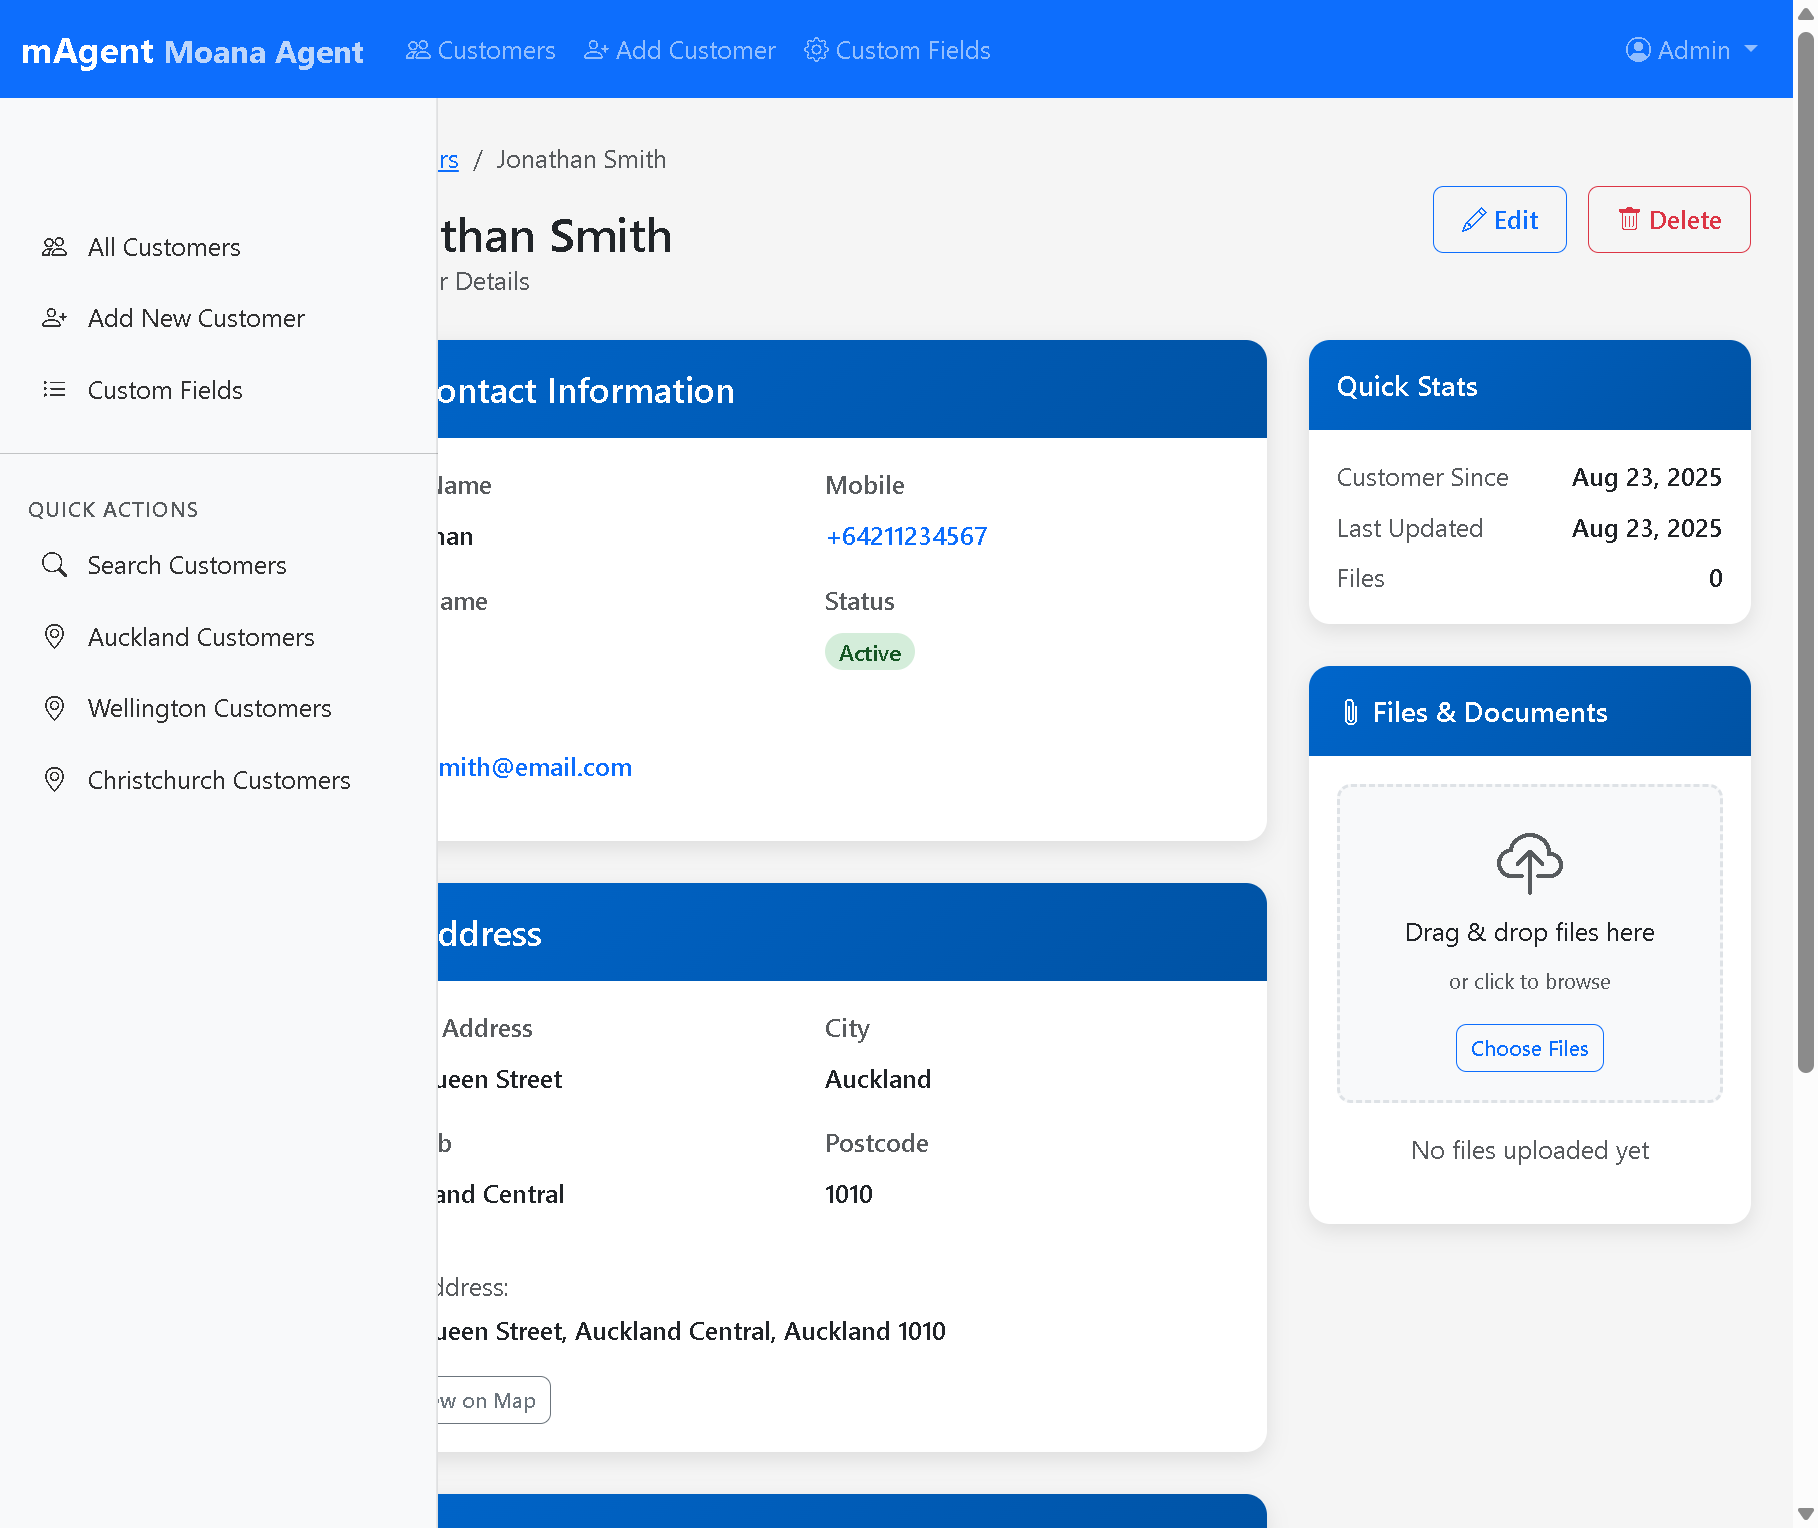 mAgent Moana Agent Customers Add Customer Custom Fields Admin
All Customers
Add New Customer
Custom Fields
QUICK ACTIONS
Search Customers
Auckland Customers
Wellington Customers
Christchurch Customers
rs / Jonathan Smith
than Smith
r Details
Edit
Delete
ontact Information
Name
Mobile
han
+64211234567
ame
Status
Active
mith@email.com
ddress
Address
City
ueen Street
Auckland
b
Postcode
and Central
1010
ddress:
ueen Street, Auckland Central, Auckland 1010
ew on Map
Quick Stats
Customer Since Aug 23, 2025
Last Updated Aug 23, 2025
Files 0
Files & Documents
Drag & drop files here
or click to browse
Choose Files
No files uploaded yet